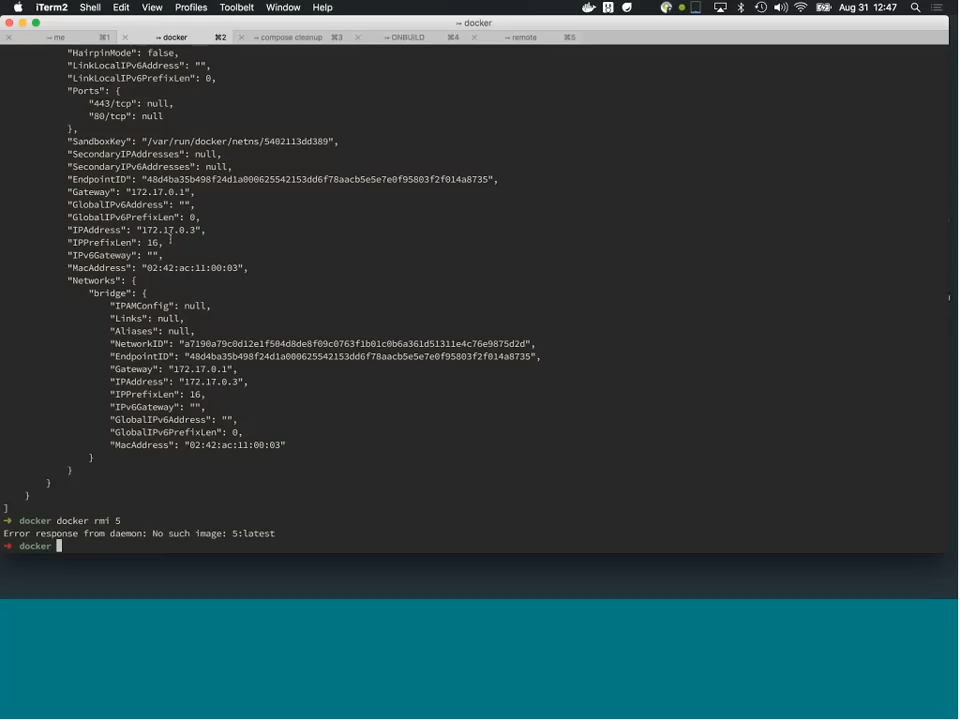 iTerm2 Shell Edit View Profiles Toolbelt Window Help Aug 31 12:47
docker
me ⌘1 docker ⌘2 compose cleanup ⌘3 ONBUILD ⌘4 remote ⌘5
"HairpinMode": false,
"LinkLocalIPv6Address": "",
"LinkLocalIPv6PrefixLen": 0,
"Ports": {
"443/tcp": null,
"80/tcp": null
},
"SandboxKey": "/var/run/docker/netns/5402113dd389",
"SecondaryIPAddresses": null,
"SecondaryIPv6Addresses": null,
"EndpointID": "48d4ba35b498f24d1a000625542153dd6f78aacb5e5e7e0f95803f2f014a8735",
"Gateway": "172.17.0.1",
"GlobalIPv6Address": "",
"GlobalIPv6PrefixLen": 0,
"IPAddress": "172.17.0.3",
"IPPrefixLen": 16,
"IPv6Gateway": "",
"MacAddress": "02:42:ac:11:00:03",
"Networks": {
"bridge": {
"IPAMConfig": null,
"Links": null,
"Aliases": null,
"NetworkID": "a7190a79c0d12e1f504d8de8f09c0763f1b01c0b6a361d51311e4c76e9875d2d",
"EndpointID": "48d4ba35b498f24d1a000625542153dd6f78aacb5e5e7e0f95803f2f014a8735",
"Gateway": "172.17.0.1",
"IPAddress": "172.17.0.3",
"IPPrefixLen": 16,
"IPv6Gateway": "",
"GlobalIPv6Address": "",
"GlobalIPv6PrefixLen": 0,
"MacAddress": "02:42:ac:11:00:03"
}
}
}
}
]
➜ docker docker rmi 5
Error response from daemon: No such image: 5:latest
➜ docker